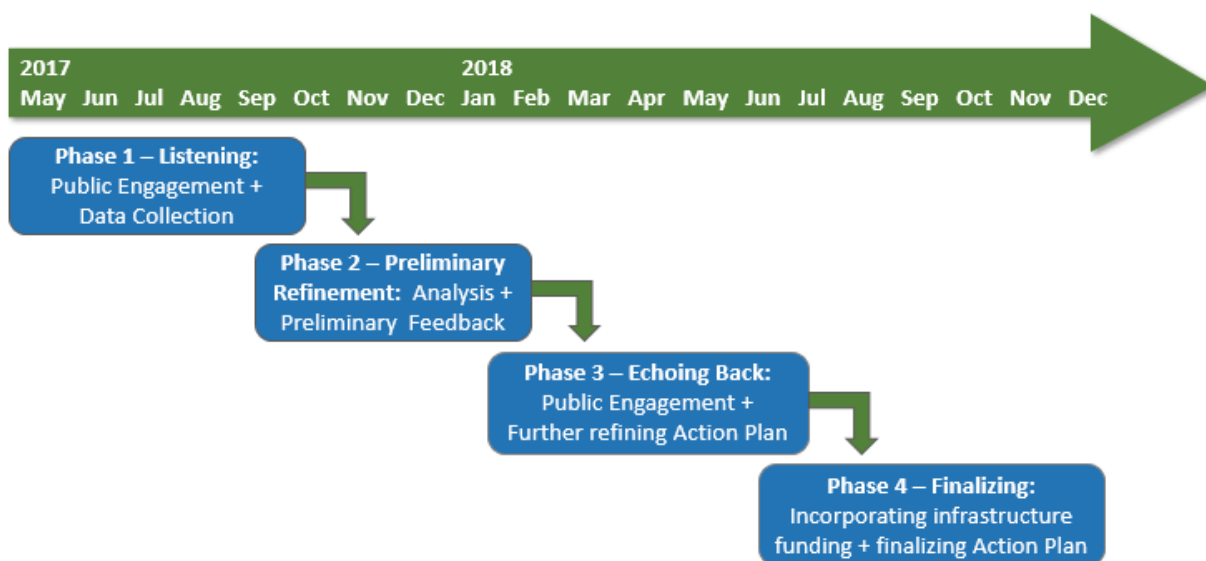 2017 2018
May Jun Jul Aug Sep Oct Nov Dec Jan Feb Mar Apr May Jun Jul Aug Sep Oct Nov Dec
Phase 1 – Listening:
Public Engagement +
Data Collection
Phase 2 – Preliminary
Refinement: Analysis +
Preliminary Feedback
Phase 3 – Echoing Back:
Public Engagement +
Further refining Action Plan
Phase 4 – Finalizing:
Incorporating infrastructure
funding + finalizing Action Plan